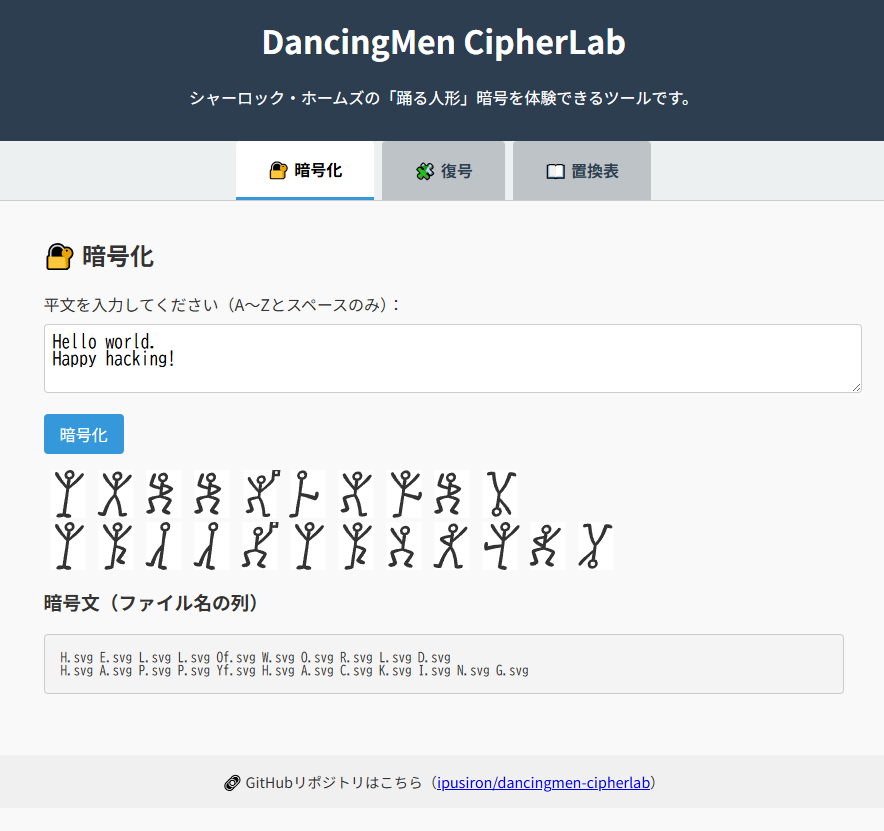 DancingMen CipherLab
シャーロック・ホームズの「踊る人形」暗号を体験できるツールです。
暗号化
復号
置換表
暗号化
平文を入力してください（A〜Zとスペースのみ）：
Hello world.
Happy hacking!
暗号化
暗号文（ファイル名の列）
H.svg E.svg L.svg L.svg Of.svg W.svg O.svg R.svg L.svg D.svg
H.svg A.svg P.svg P.svg Yf.svg H.svg A.svg C.svg K.svg I.svg N.svg G.svg
GitHubリポジトリはこちら（ipusiron/dancingmen-cipherlab）